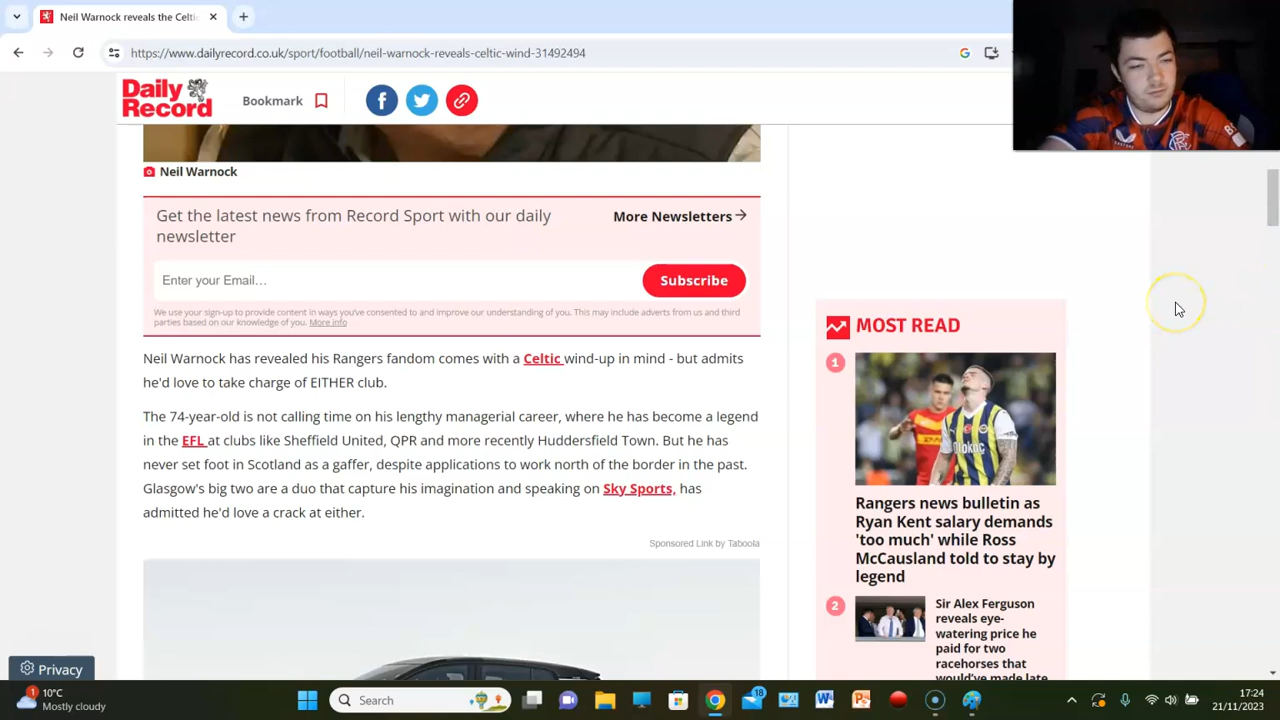 Neil Warnock reveals the Celti
https://www.dailyrecord.co.uk/sport/football/neil-warnock-reveals-celtic-wind-31492494
Daily
Record
Bookmark
Neil Warnock
Get the latest news from Record Sport with our daily
newsletter
More Newsletters
Enter your Email…
Subscribe
We use your sign-up to provide content in ways you've consented to and improve our understanding of you. This may include adverts from us and third
parties based on our knowledge of you. More info
Neil Warnock has revealed his Rangers fandom comes with a Celtic wind-up in mind - but admits
he'd love to take charge of EITHER club.
The 74-year-old is not calling time on his lengthy managerial career, where he has become a legend
in the EFL at clubs like Sheffield United, QPR and more recently Huddersfield Town. But he has
never set foot in Scotland as a gaffer, despite applications to work north of the border in the past.
Glasgow's big two are a duo that capture his imagination and speaking on Sky Sports, has
admitted he'd love a crack at either.
Sponsored Link by Taboola
MOST READ
1
Rangers news bulletin as
Ryan Kent salary demands
'too much' while Ross
McCausland told to stay by
legend
2
Sir Alex Ferguson
reveals eye-
watering price he
paid for two
racehorses that
would've made late
Privacy
1
10°C
Mostly cloudy
Search
18
17:24
21/11/2023